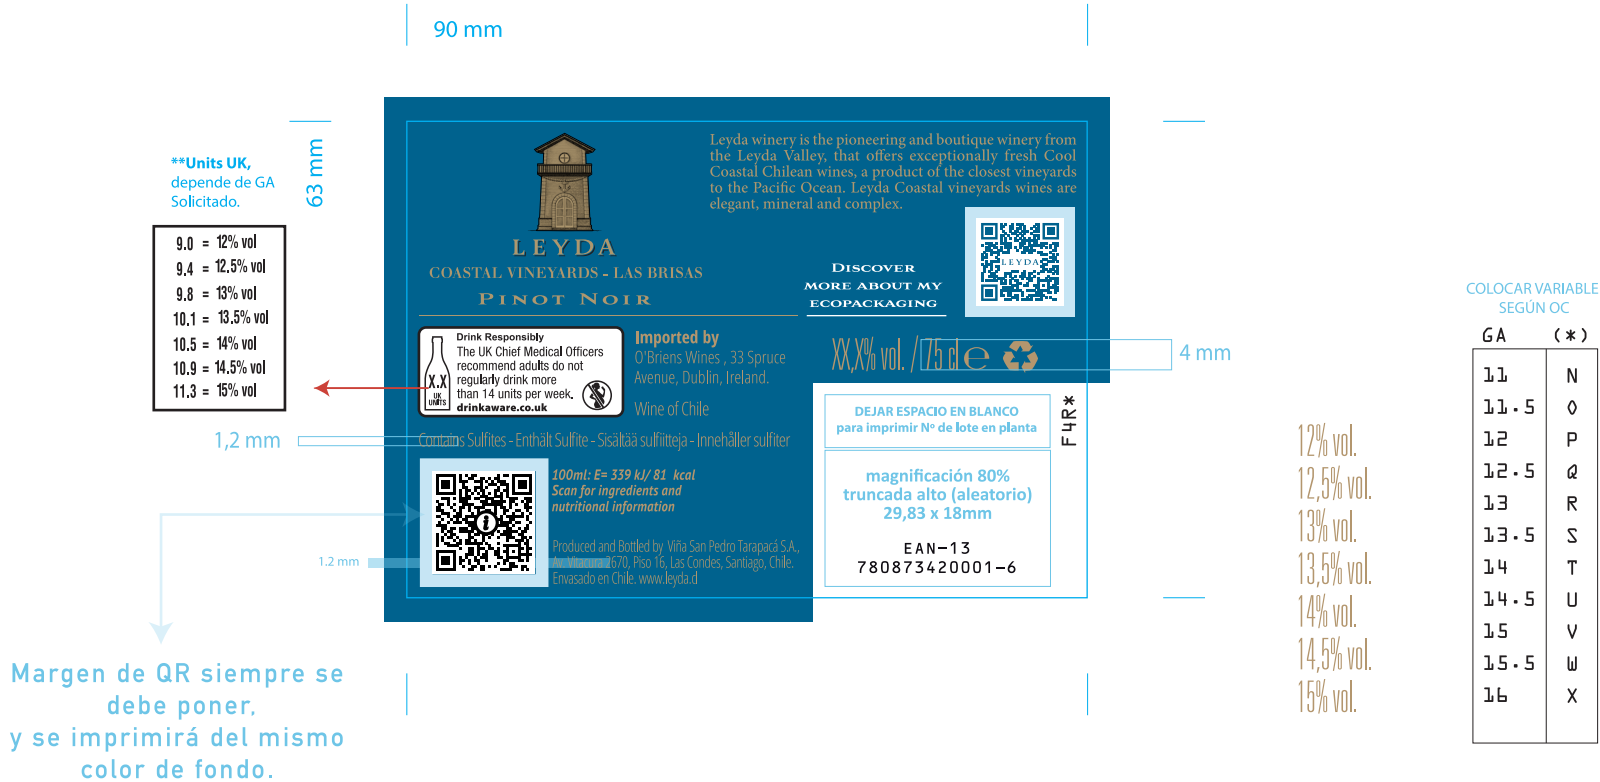 90 mm
63 mm
**Units UK,
depende de GA
Solicitado.
9.0 = 12% vol
9.4 = 12.5% vol
9.8 = 13% vol
10.1 = 13.5% vol
10.5 = 14% vol
10.9 = 14.5% vol
11.3 = 15% vol
LEYDA
COASTAL VINEYARDS - LAS BRISAS
PINOT NOIR
Leyda winery is the pioneering and boutique winery from
the Leyda Valley, that offers exceptionally fresh Cool
Coastal Chilean wines, a product of the closest vineyards
to the Pacific Ocean. Leyda Coastal vineyards wines are
elegant, mineral and complex.
LEYDA
DISCOVER
MORE ABOUT MY
ECOPACKAGING
X.X
UK
UNITS
Drink Responsibly
The UK Chief Medical Officers
recommend adults do not
regularly drink more
than 14 units per week.
drinkaware.co.uk
Imported by
O'Briens Wines , 33 Spruce
Avenue, Dublin, Ireland.
Wine of Chile
XX,X% vol. / 75 cl e
4 mm
1,2 mm
Contains Sulfites - Enthält Sulfite - Sisältää sulfiitteja - Innehåller sulfiter
100ml: E= 339 kJ/ 81 kcal
Scan for ingredients and
nutritional information
1.2 mm
Produced and Bottled by Viña San Pedro Tarapacá S.A.,
Av. Vitacura 2670, Piso 16, Las Condes, Santiago, Chile.
Envasado en Chile. www.leyda.cl
DEJAR ESPACIO EN BLANCO
para imprimir Nº de lote en planta
F4R*
magnificación 80%
truncada alto (aleatorio)
29,83 x 18mm
EAN-13
780873420001-6
Margen de QR siempre se
debe poner,
y se imprimirá del mismo
color de fondo.
12% vol.
12,5% vol.
13% vol.
13,5% vol.
14% vol.
14,5% vol.
15% vol.
COLOCAR VARIABLE
SEGÚN OC
GA (*)
11 N
11.5 O
12 P
12.5 Q
13 R
13.5 S
14 T
14.5 U
15 V
15.5 W
16 X